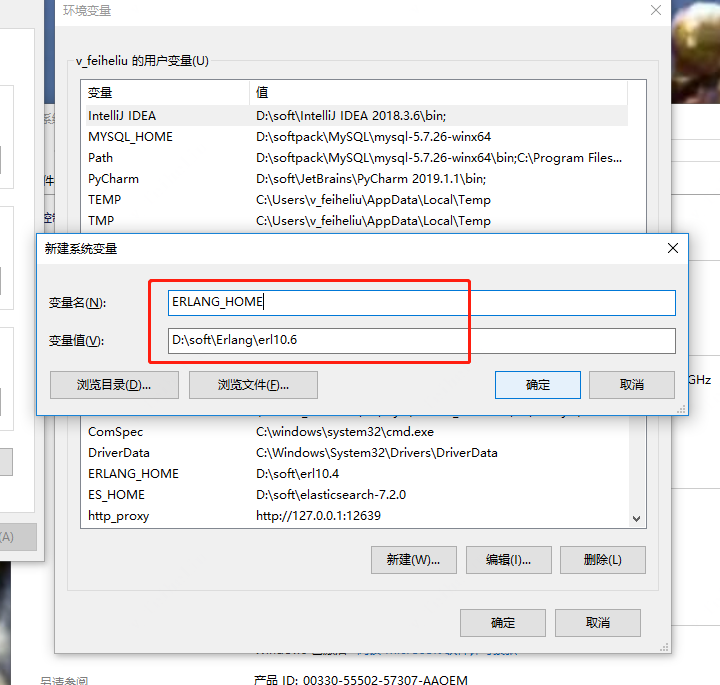 环境变量
v_feiheliu 的用户变量(U)
变量 值
IntelliJ IDEA D:\soft\IntelliJ IDEA 2018.3.6\bin;
MYSQL_HOME D:\softpack\MySQL\mysql-5.7.26-winx64
Path D:\softpack\MySQL\mysql-5.7.26-winx64\bin;C:\Program Files...
PyCharm D:\soft\JetBrains\PyCharm 2019.1.1\bin;
TEMP C:\Users\v_feiheliu\AppData\Local\Temp
TMP C:\Users\v_feiheliu\AppData\Local\Temp
新建系统变量
变量名(N):
ERLANG_HOME
变量值(V):
D:\soft\Erlang\erl10.6
浏览目录(D)... 浏览文件(F)... 确定 取消
GHz
ComSpec C:\windows\system32\cmd.exe
DriverData C:\Windows\System32\Drivers\DriverData
ERLANG_HOME D:\soft\erl10.4
ES_HOME D:\soft\elasticsearch-7.2.0
http_proxy http://127.0.0.1:12639
(A)
新建(W)... 编辑(I)... 删除(L)
确定 取消
另请参阅
产品 ID: 00330-55502-57307-AAOEM